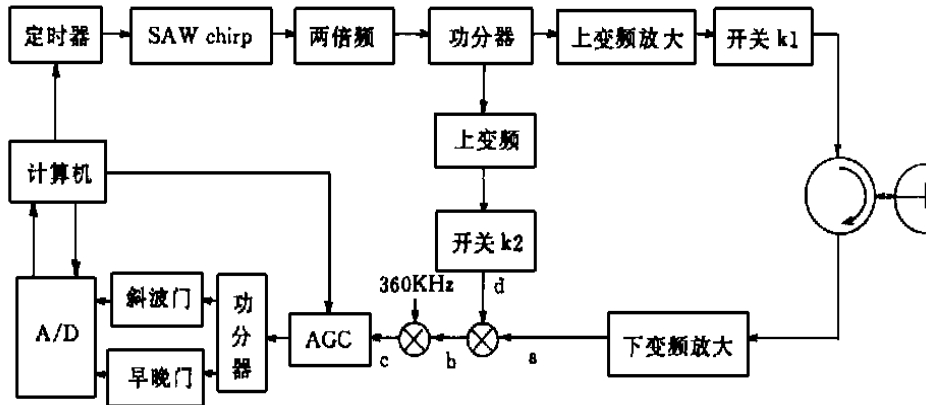 定时器
SAW chirp
两倍频
功分器
上变频放大
开关 k1
上变频
计算机
开关 k2
360KHz
d
斜波门
功
分
器
A/D
AGC
c
b
a
下变频放大
早晚门